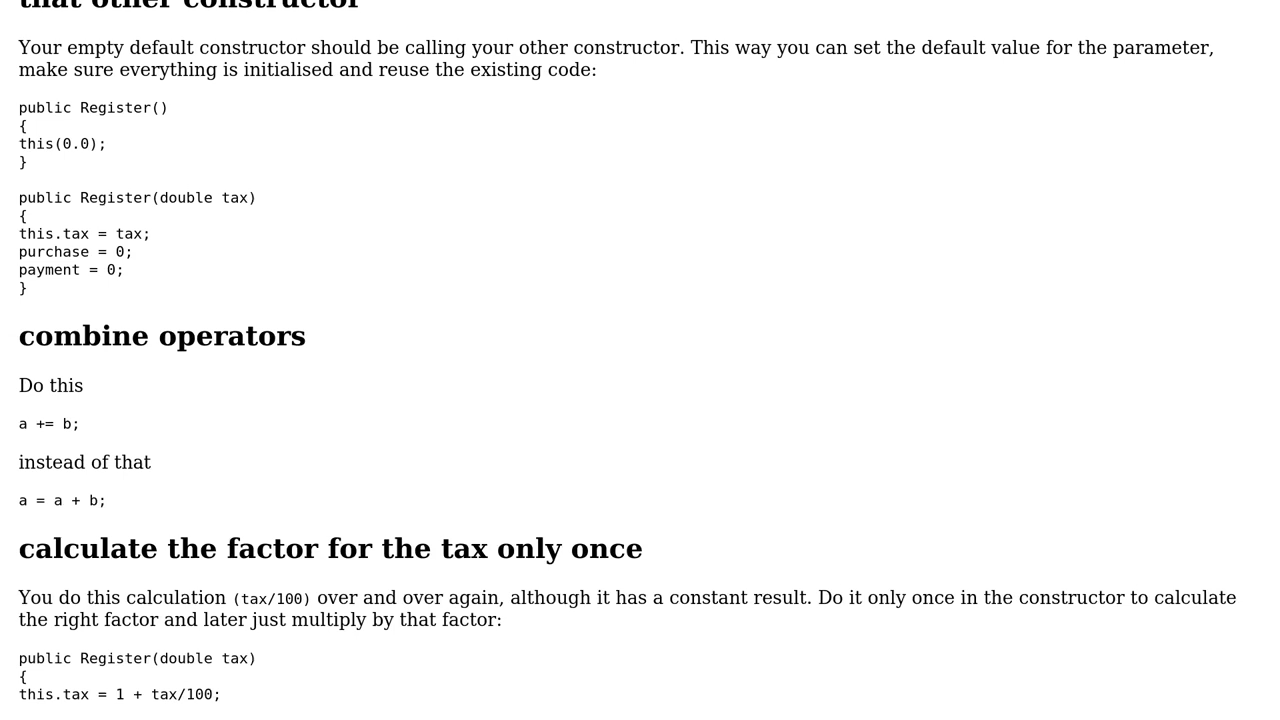 that other constructor
Your empty default constructor should be calling your other constructor. This way you can set the default value for the parameter,
make sure everything is initialised and reuse the existing code:
public Register()
{
this(0.0);
}
public Register(double tax)
{
this.tax = tax;
purchase = 0;
payment = 0;
}
combine operators
Do this
a += b;
instead of that
a = a + b;
calculate the factor for the tax only once
You do this calculation (tax/100) over and over again, although it has a constant result. Do it only once in the constructor to calculate
the right factor and later just multiply by that factor:
public Register(double tax)
{
this.tax = 1 + tax/100;